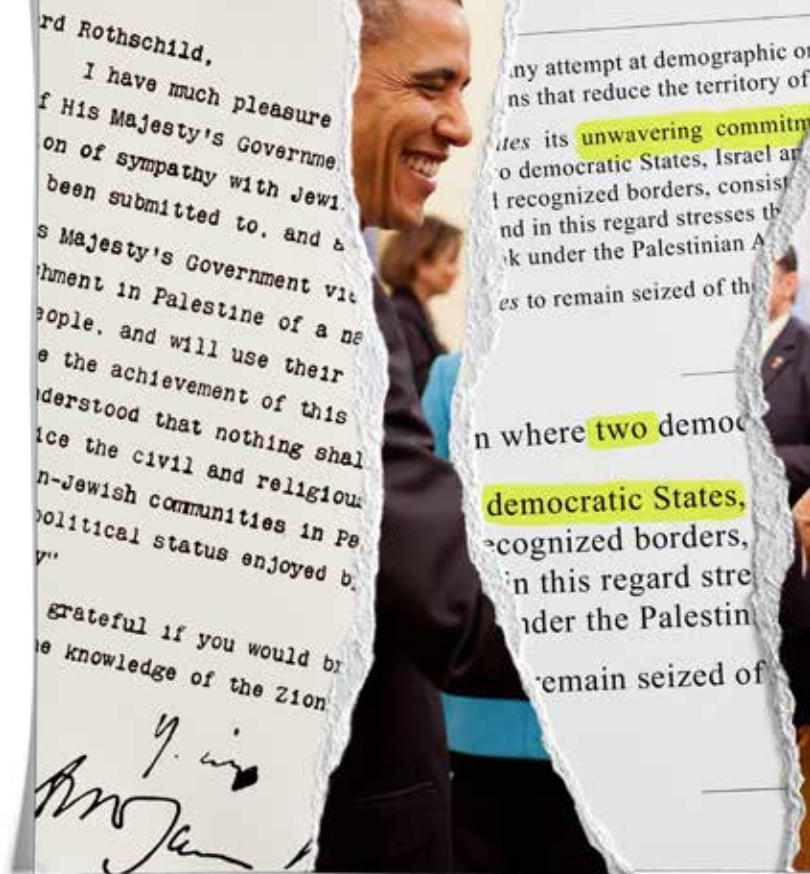 rd Rothschild,
I have much pleasure
f His Majesty's Governme
on of sympathy with Jewi
been submitted to, and a
s Majesty's Government vie
hment in Palestine of a na
eople, and will use their
e the achievement of this
derstood that nothing shal
ice the civil and religious
n-Jewish communities in Pa
political status enjoyed b
y"
grateful if you would br
e knowledge of the Zion
ny attempt at demographic or
ns that reduce the territory of
ates its unwavering commitm
o democratic States, Israel an
d recognized borders, consist
nd in this regard stresses th
k under the Palestinian A
es to remain seized of the
n where two democ
democratic States,
ecognized borders,
in this regard stre
nder the Palestin
remain seized of